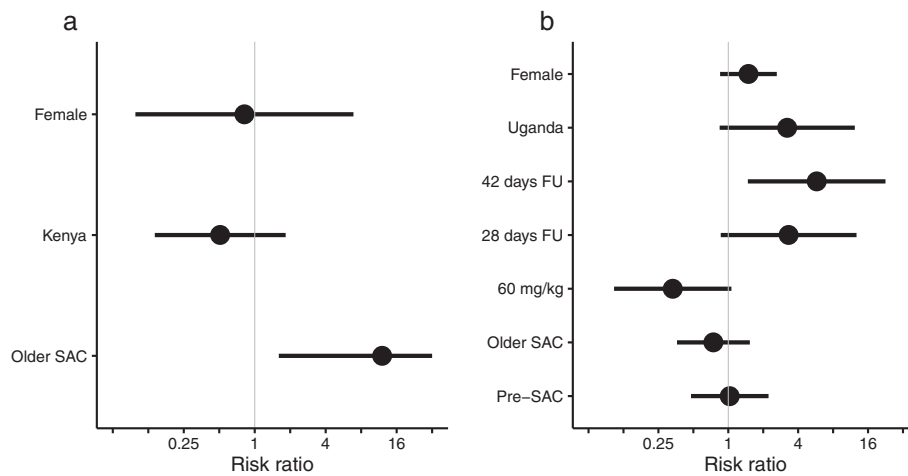 a
Female
Kenya
Older SAC
0.25 1 4 16
Risk ratio
b
Female
Uganda
42 days FU
28 days FU
60 mg/kg
Older SAC
Pre−SAC
0.25 1 4 16
Risk ratio